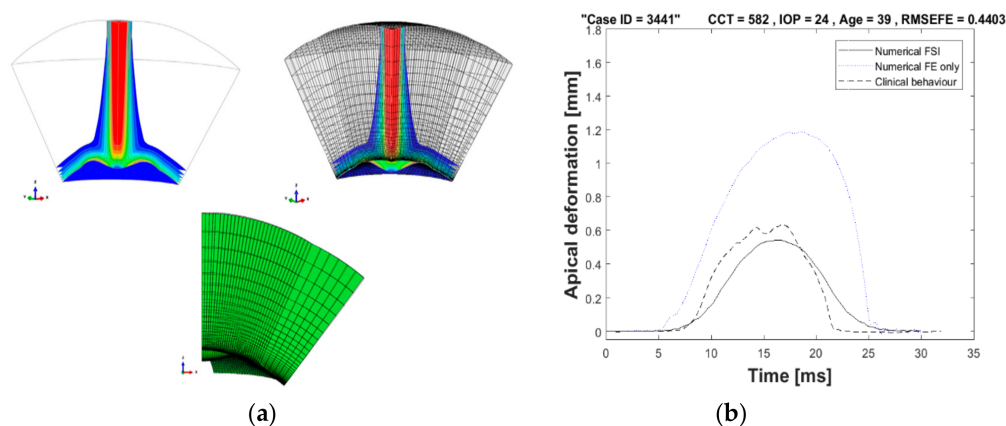 "Case ID = 3441" CCT = 582 , IOP = 24 , Age = 39 , RMSEFE = 0.4403
1.8
1.6
1.4
1.2
1
0.8
0.6
0.4
0.2
0
Apical deformation [mm]
Numerical FSI
Numerical FE only
Clinical behaviour
0 5 10 15 20 25 30 35
Time [ms]
(a) (b)